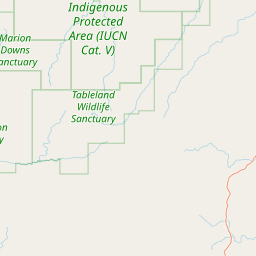 Indigenous
Protected
Area (IUCN
Cat. V)
Marion
Downs
Sanctuary
Tableland
Wildlife
Sanctuary